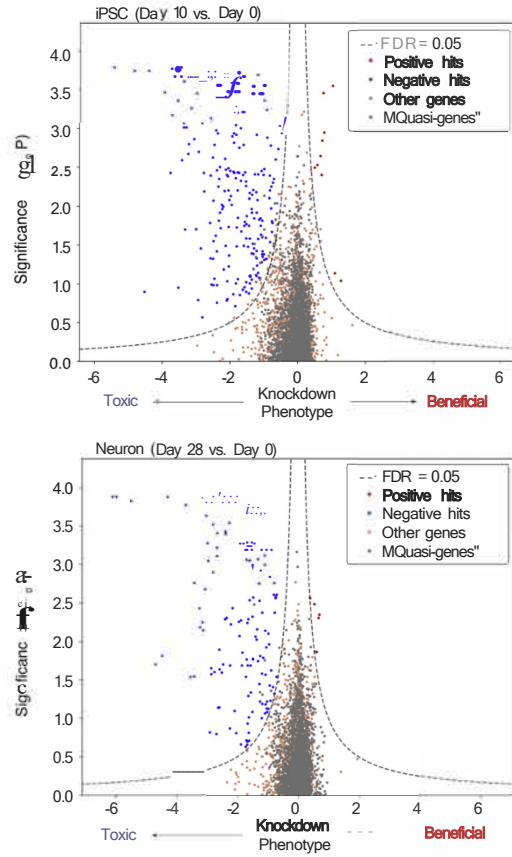 iPSC (Day 10 vs. Day 0)
4.0
3.5
3.0
2.5
2.0
1.5
1.0
0.5
0.0
Significance
P)
FDR = 0.05
Positive hits
Negative hits
Other genes
MQuasi-genes"
-6 -4 -2 0 2 4 6
Toxic Knockdown Beneficial
Phenotype
Neuron (Day 28 vs. Day 0)
4.0
3.5
3.0
2.5
2.0
1.5
1.0
0.5
0.0
FDR = 0.05
Positive hits
Negative hits
Other genes
MQuasi-genes"
-6 -4 -2 0 2 4 6
Toxic Knockdown Beneficial
Phenotype